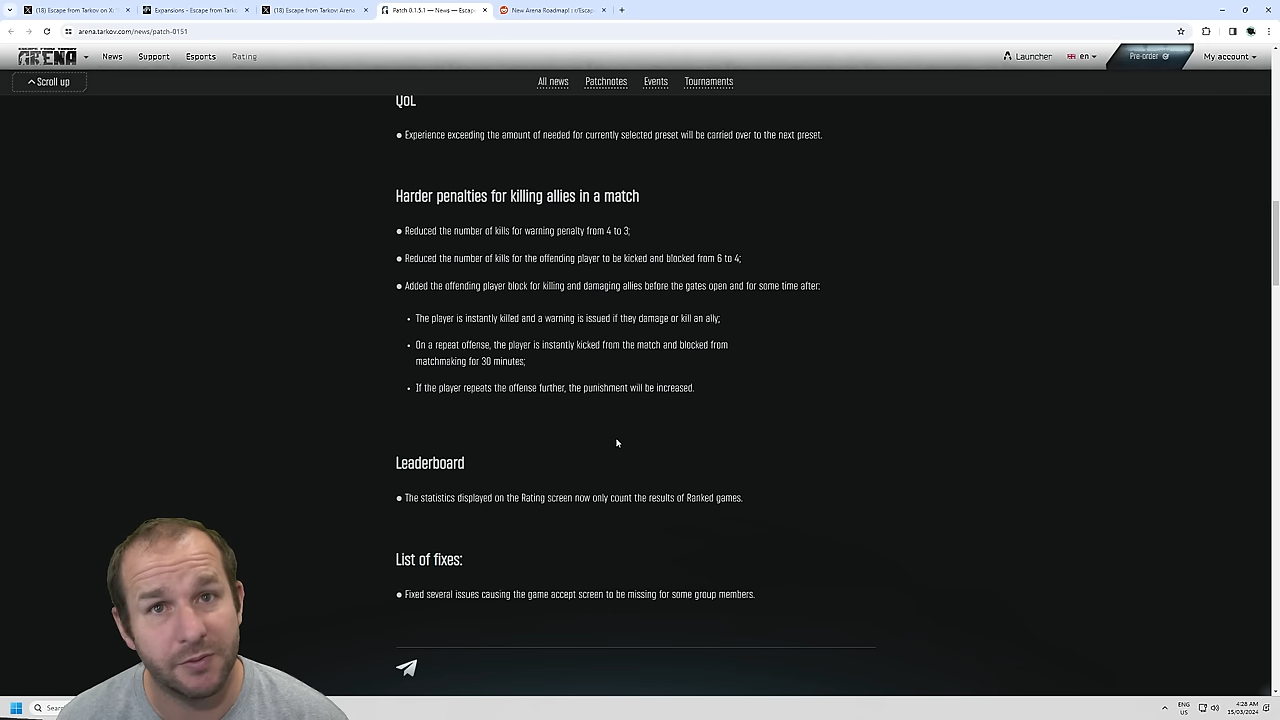 (18) Escape from Tarkov on X:
Expansions - Escape from Tark
(18) Escape from Tarkov: Arena
Patch 0.1.5.1 — News — Escap
New Arena Roadmap! : r/Escap
arena.tarkov.com/news/patch-0151
ARENA
News
Support
Esports
Rating
Launcher
en
Pre-order
My account
Scroll up
All news
Patchnotes
Events
Tournaments
QoL
Experience exceeding the amount of needed for currently selected preset will be carried over to the next preset.
Harder penalties for killing allies in a match
Reduced the number of kills for warning penalty from 4 to 3;
Reduced the number of kills for the offending player to be kicked and blocked from 6 to 4;
Added the offending player block for killing and damaging allies before the gates open and for some time after:
The player is instantly killed and a warning is issued if they damage or kill an ally;
On a repeat offense, the player is instantly kicked from the match and blocked from
matchmaking for 30 minutes;
If the player repeats the offense further, the punishment will be increased.
Leaderboard
The statistics displayed on the Rating screen now only count the results of Ranked games.
List of fixes:
Fixed several issues causing the game accept screen to be missing for some group members.
Sear
ENG
US
4:28 AM
15/03/2024